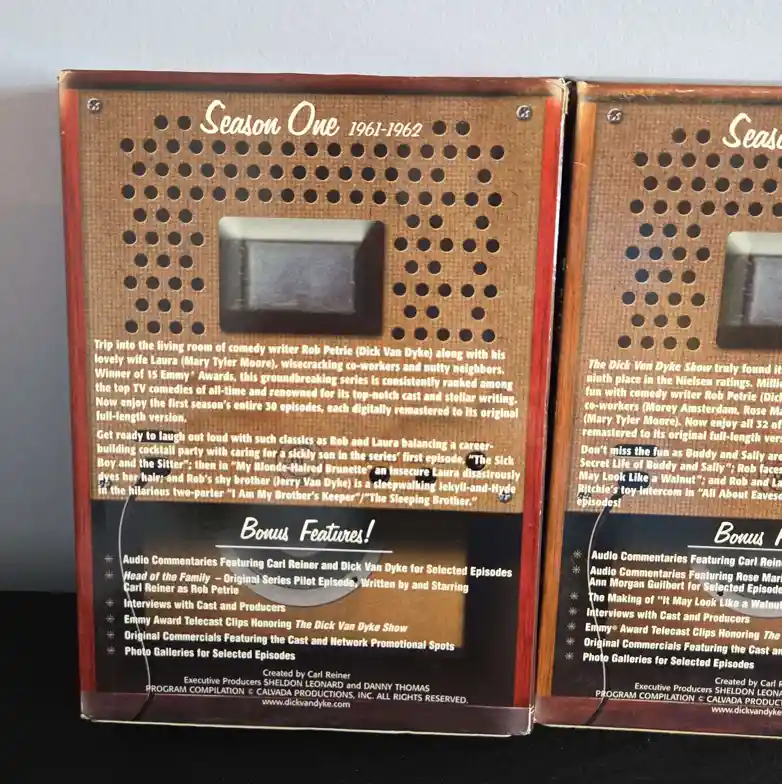 Season One 1961-1962
Trip into the living room of comedy writer Rob Petrie (Dick Van Dyke) along with his
lovely wife Laura (Mary Tyler Moore), wisecracking co-workers and nutty neighbors.
Winner of 15 Emmy® Awards, this groundbreaking series is consistently ranked among
the top TV comedies of all-time and renowned for its top-notch cast and stellar writing.
Now enjoy the first season's entire 30 episodes, each digitally remastered to its original
full-length version.
Get ready to laugh out loud with such classics as Rob and Laura balancing a career-
building cocktail party with caring for a sickly son in the series' first episode "The Sick
Boy and the Sitter"; then in "My Blonde-Haired Brunette" an insecure Laura disastrously
dyes her hair; and Rob's shy brother (Jerry Van Dyke) is a sleepwalking Jekyll-and-Hyde
in the hilarious two-parter "I Am My Brother's Keeper"/"The Sleeping Brother."
Bonus Features!
Audio Commentaries Featuring Carl Reiner and Dick Van Dyke for Selected Episodes
Head of the Family – Original Series Pilot Episode, Written by and Starring
Carl Reiner as Rob Petrie
Interviews with Cast and Producers
Emmy Award Telecast Clips Honoring The Dick Van Dyke Show
Original Commercials Featuring the Cast and Network Promotional Spots
Photo Galleries for Selected Episodes
Created by Carl Reiner
Executive Producers SHELDON LEONARD and DANNY THOMAS
PROGRAM COMPILATION © CALVADA PRODUCTIONS, INC. ALL RIGHTS RESERVED.
www.dickvandyke.com
Seas
The Dick Van Dyke Show truly found it
ninth place in the Nielsen ratings.
fun with comedy writer Rob Petrie
co-workers (Morey Amsterdam, Rose
(Mary Tyler Moore). Now enjoy all 32 of
remastered to its original full-length
Don't miss the fun as Buddy and Sally are
Secret Life of Buddy and Sally"; Rob
May Look Like a Walnut"; and Rob and
Ritchie's toy intercom in "All About
episodes!
Bonus
Audio Commentaries Featuring Carl
Audio Commentaries Featuring Rose
Ann Morgan Guilbert for Selected
The Making of "It May Look Like a
Interviews with Cast and Producers
Emmy® Award Telecast Clips Honoring The
Original Commercials Featuring the Cast
Photo Galleries for Selected Episodes
Created by Carl
Executive Producers SHELDON
PROGRAM COMPILATION © CALVADA
www.dickvandyke